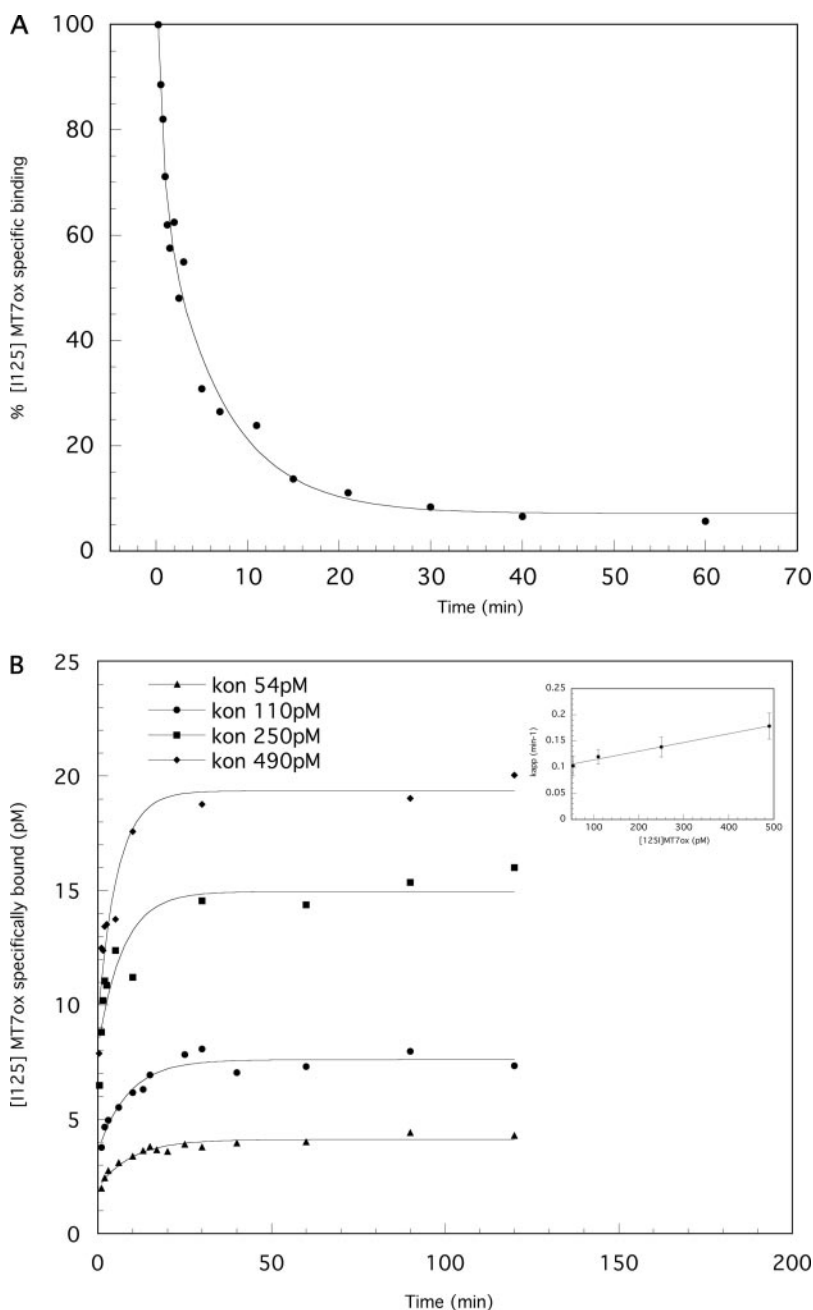 A
100
80
60
40
20
0
% [I125] MT7ox specific binding
0 10 20 30 40 50 60 70
Time (min)
B
25
20
15
10
5
0
[I125] MT7ox specifically bound (pM)
kon 54pM
kon 110pM
kon 250pM
kon 490pM
0.25
0.2
0.15
0.1
0.05
0
kapp (min-1)
100 200 300 400 500
[125I]MT7ox (pM)
0 50 100 150 200
Time (min)